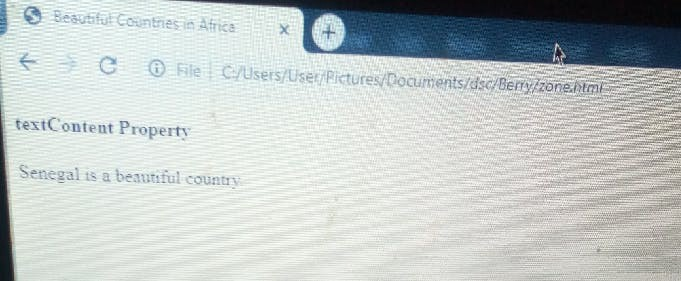 Beautiful Countries in Africa
File C:/Users/User/Pictures/Documents/dsc/Berry/zone.html
textContent Property
Senegal is a beautiful country